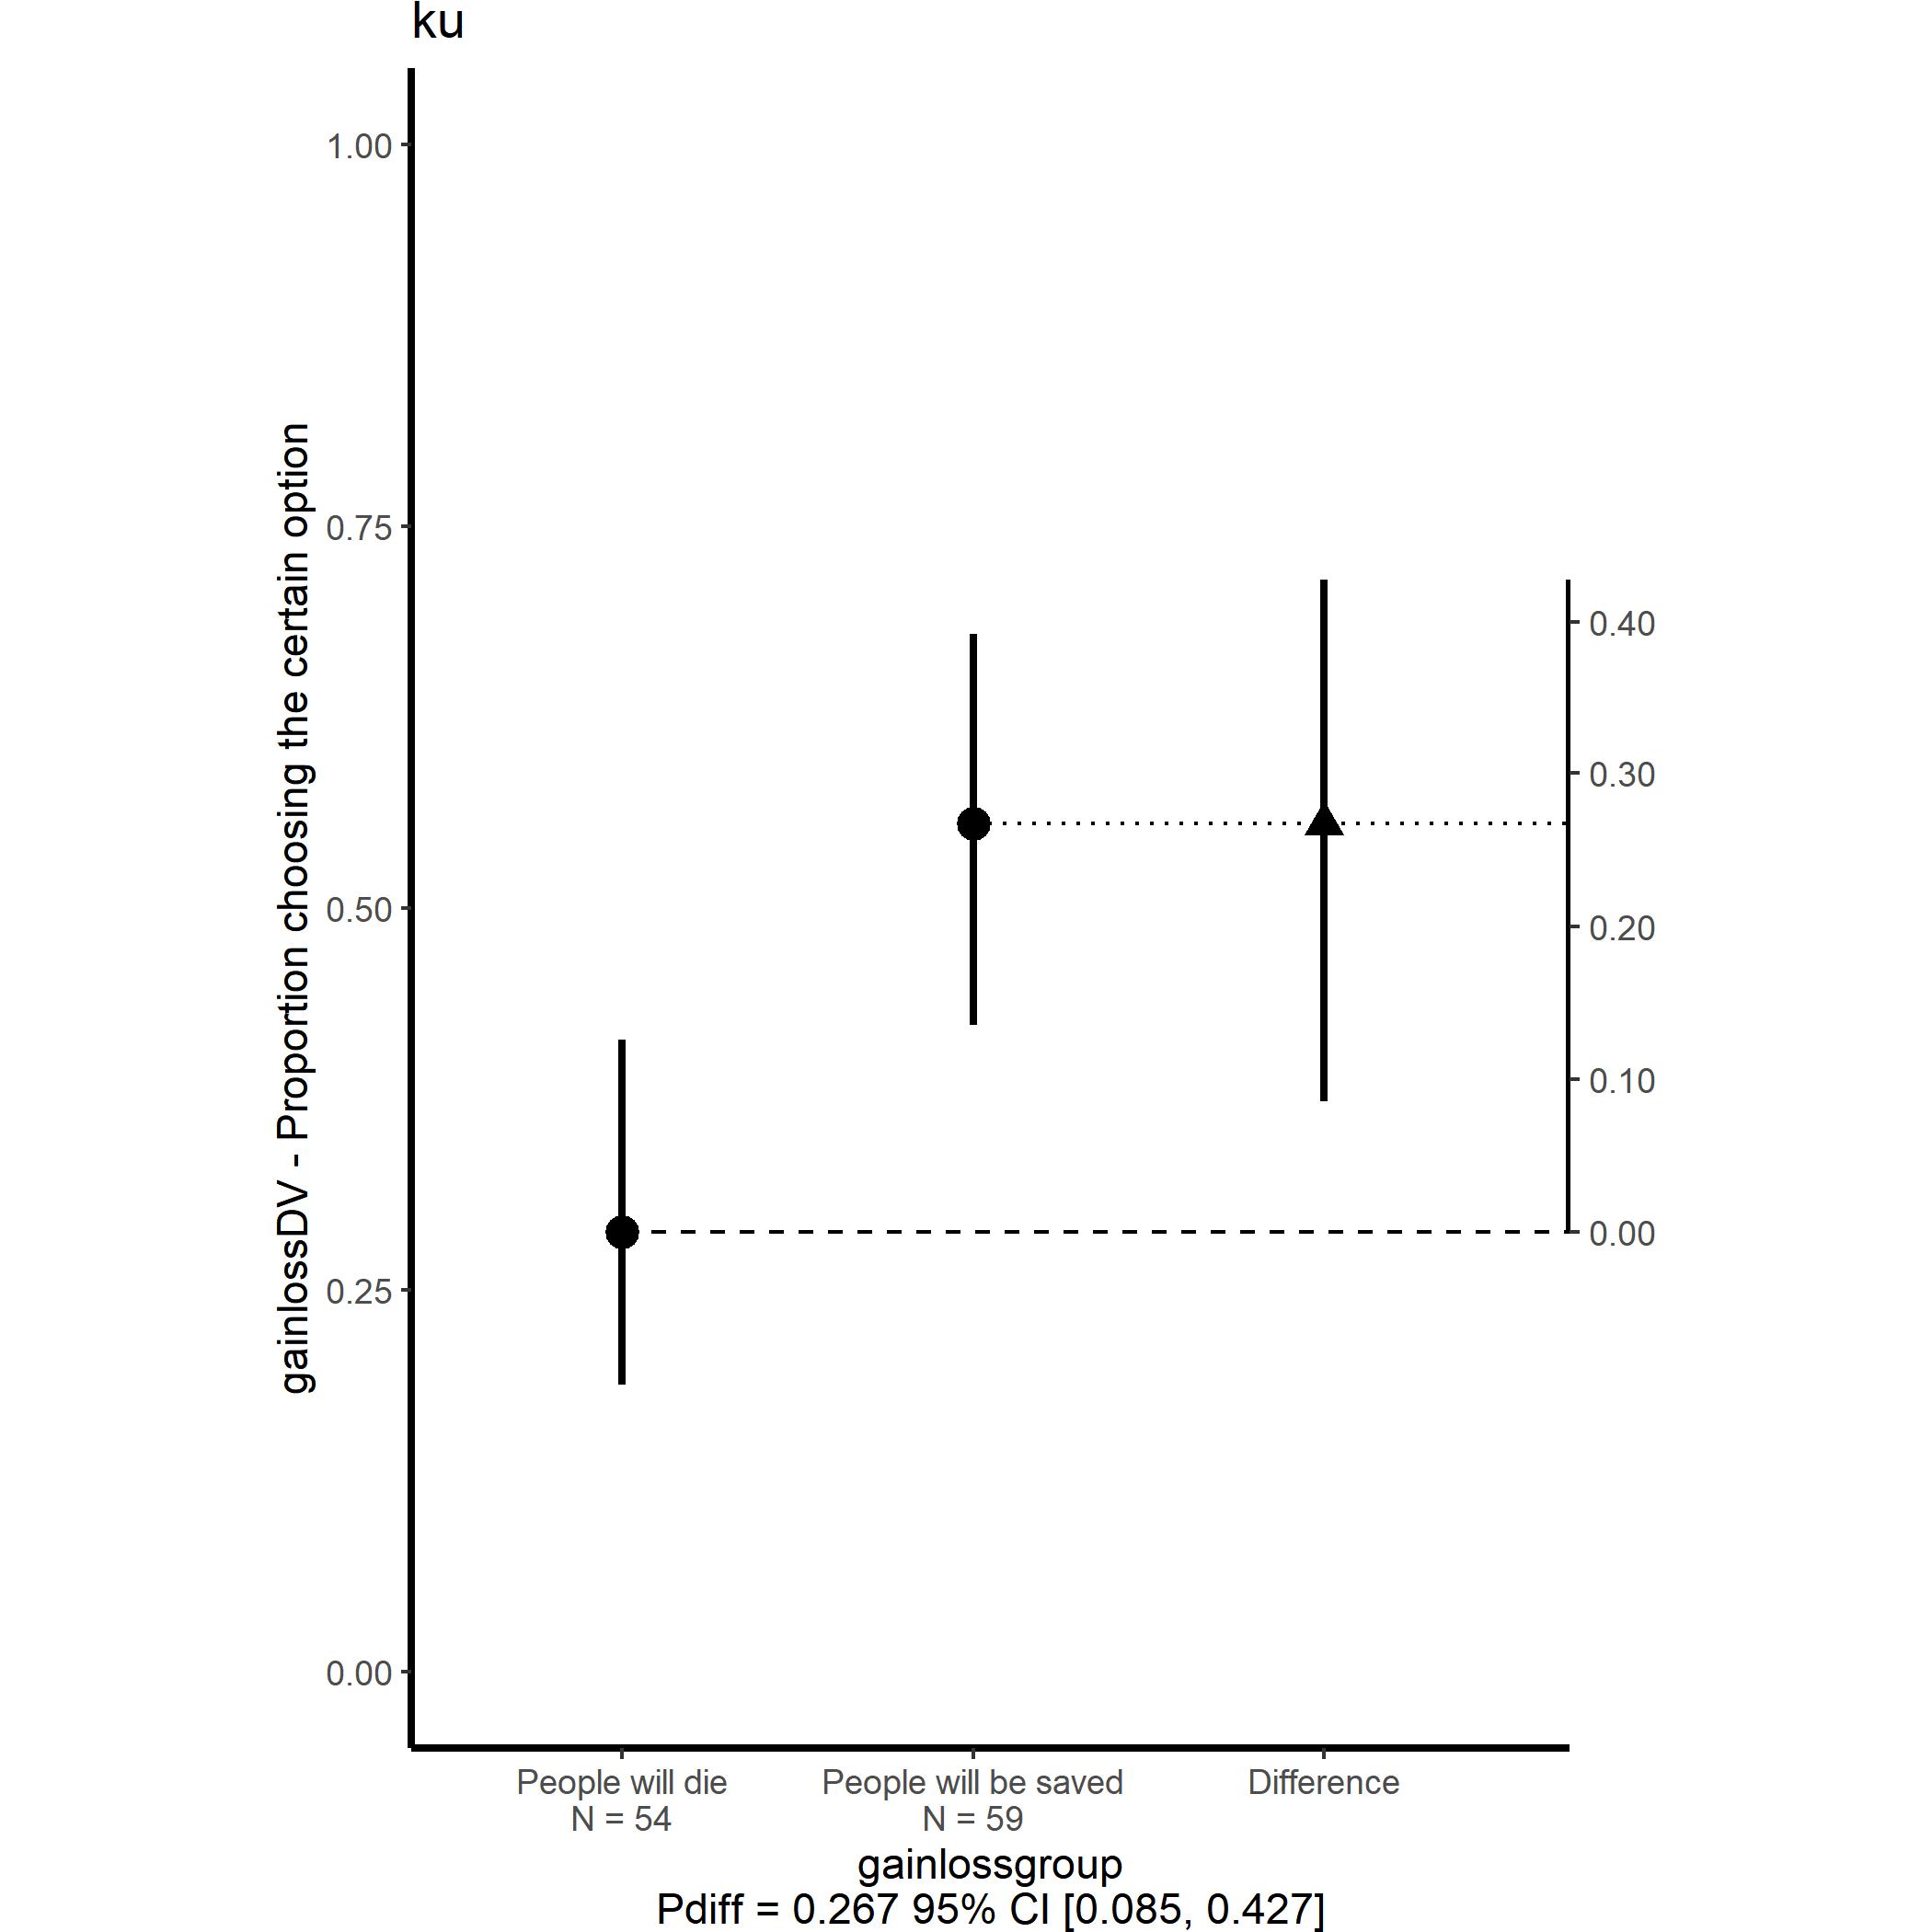 ku
gainlossDV - Proportion choosing the certain option
1.00
0.75
0.50
0.25
0.00
0.40
0.30
0.20
0.10
0.00
People will die
N = 54
People will be saved
N = 59
Difference
gainlossgroup
Pdiff = 0.267 95% CI [0.085, 0.427]